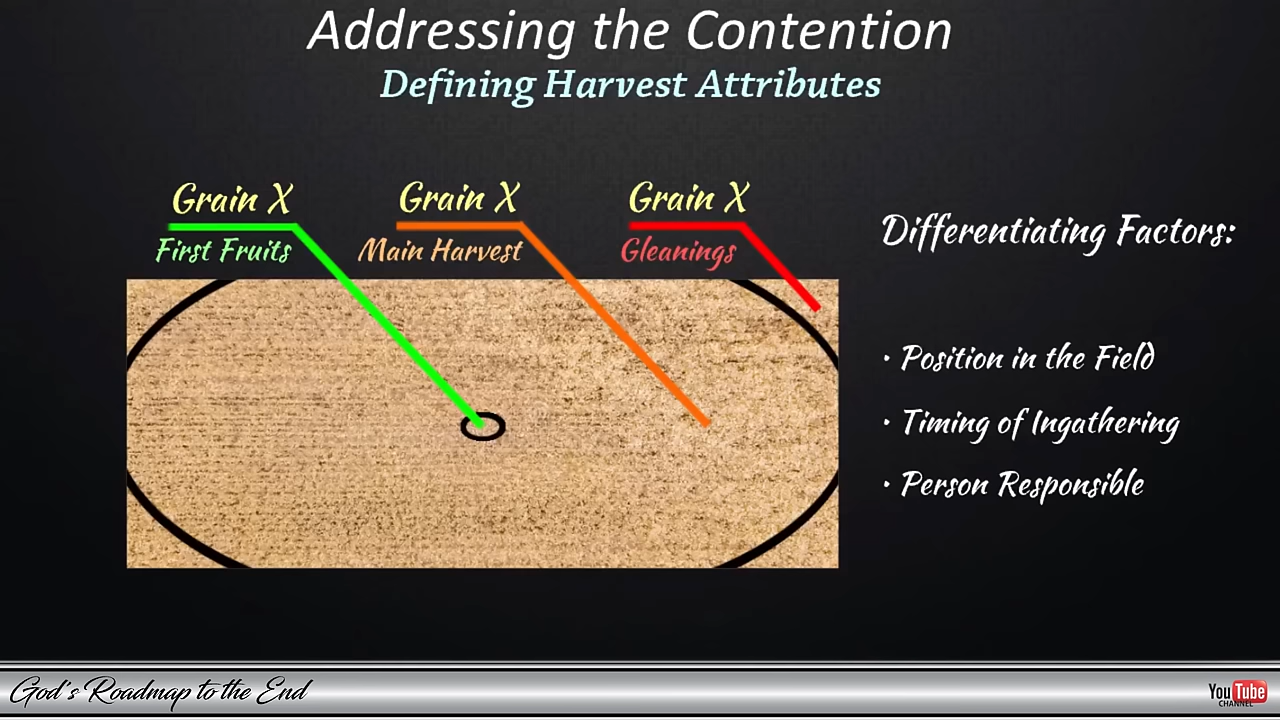 Addressing the Contention
Defining Harvest Attributes
Grain X
First Fruits
Grain X
Main Harvest
Grain X
Gleanings
Differentiating Factors:
• Position in the Field
• Timing of Ingathering
• Person Responsible
God's Roadmap to the End
YouTube
CHANNEL